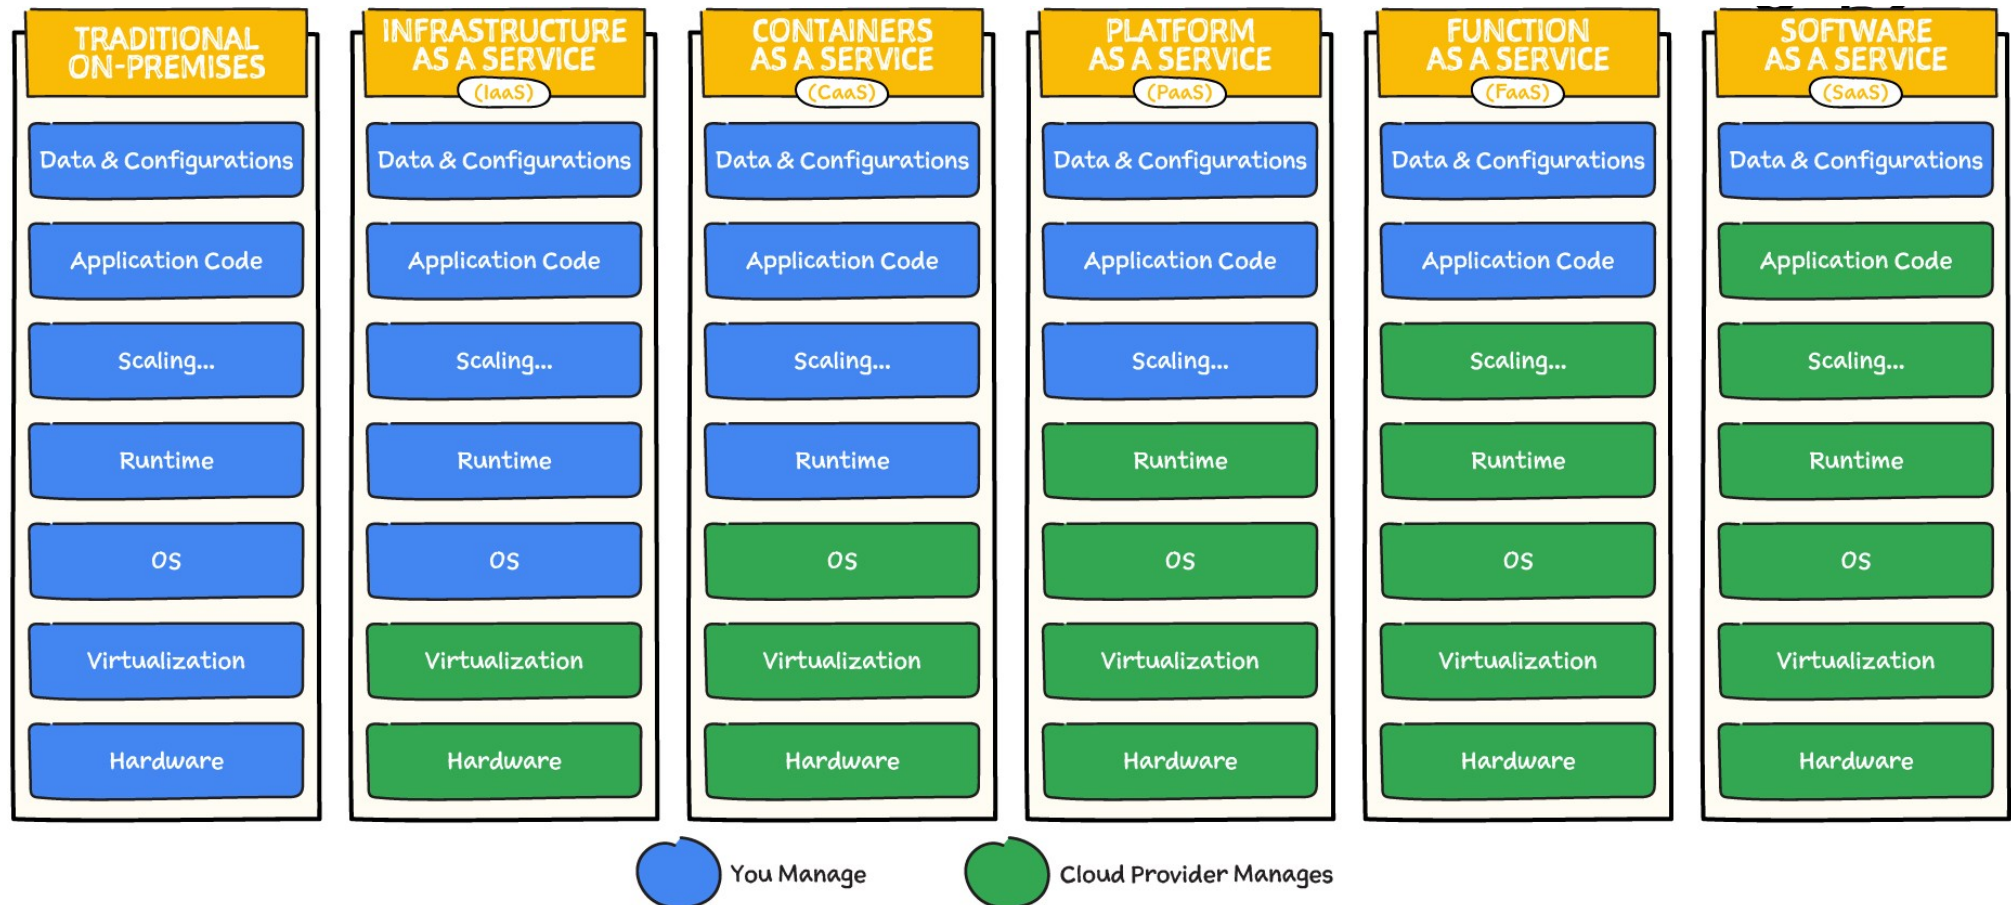 TRADITIONAL
ON-PREMISES
Data & Configurations
Application Code
Scaling...
Runtime
OS
Virtualization
Hardware
INFRASTRUCTURE
AS A SERVICE
(IaaS)
Data & Configurations
Application Code
Scaling...
Runtime
OS
Virtualization
Hardware
CONTAINERS
AS A SERVICE
(CaaS)
Data & Configurations
Application Code
Scaling...
Runtime
OS
Virtualization
Hardware
PLATFORM
AS A SERVICE
(PaaS)
Data & Configurations
Application Code
Scaling...
Runtime
OS
Virtualization
Hardware
FUNCTION
AS A SERVICE
(FaaS)
Data & Configurations
Application Code
Scaling...
Runtime
OS
Virtualization
Hardware
SOFTWARE
AS A SERVICE
(SaaS)
Data & Configurations
Application Code
Scaling...
Runtime
OS
Virtualization
Hardware
You Manage
Cloud Provider Manages